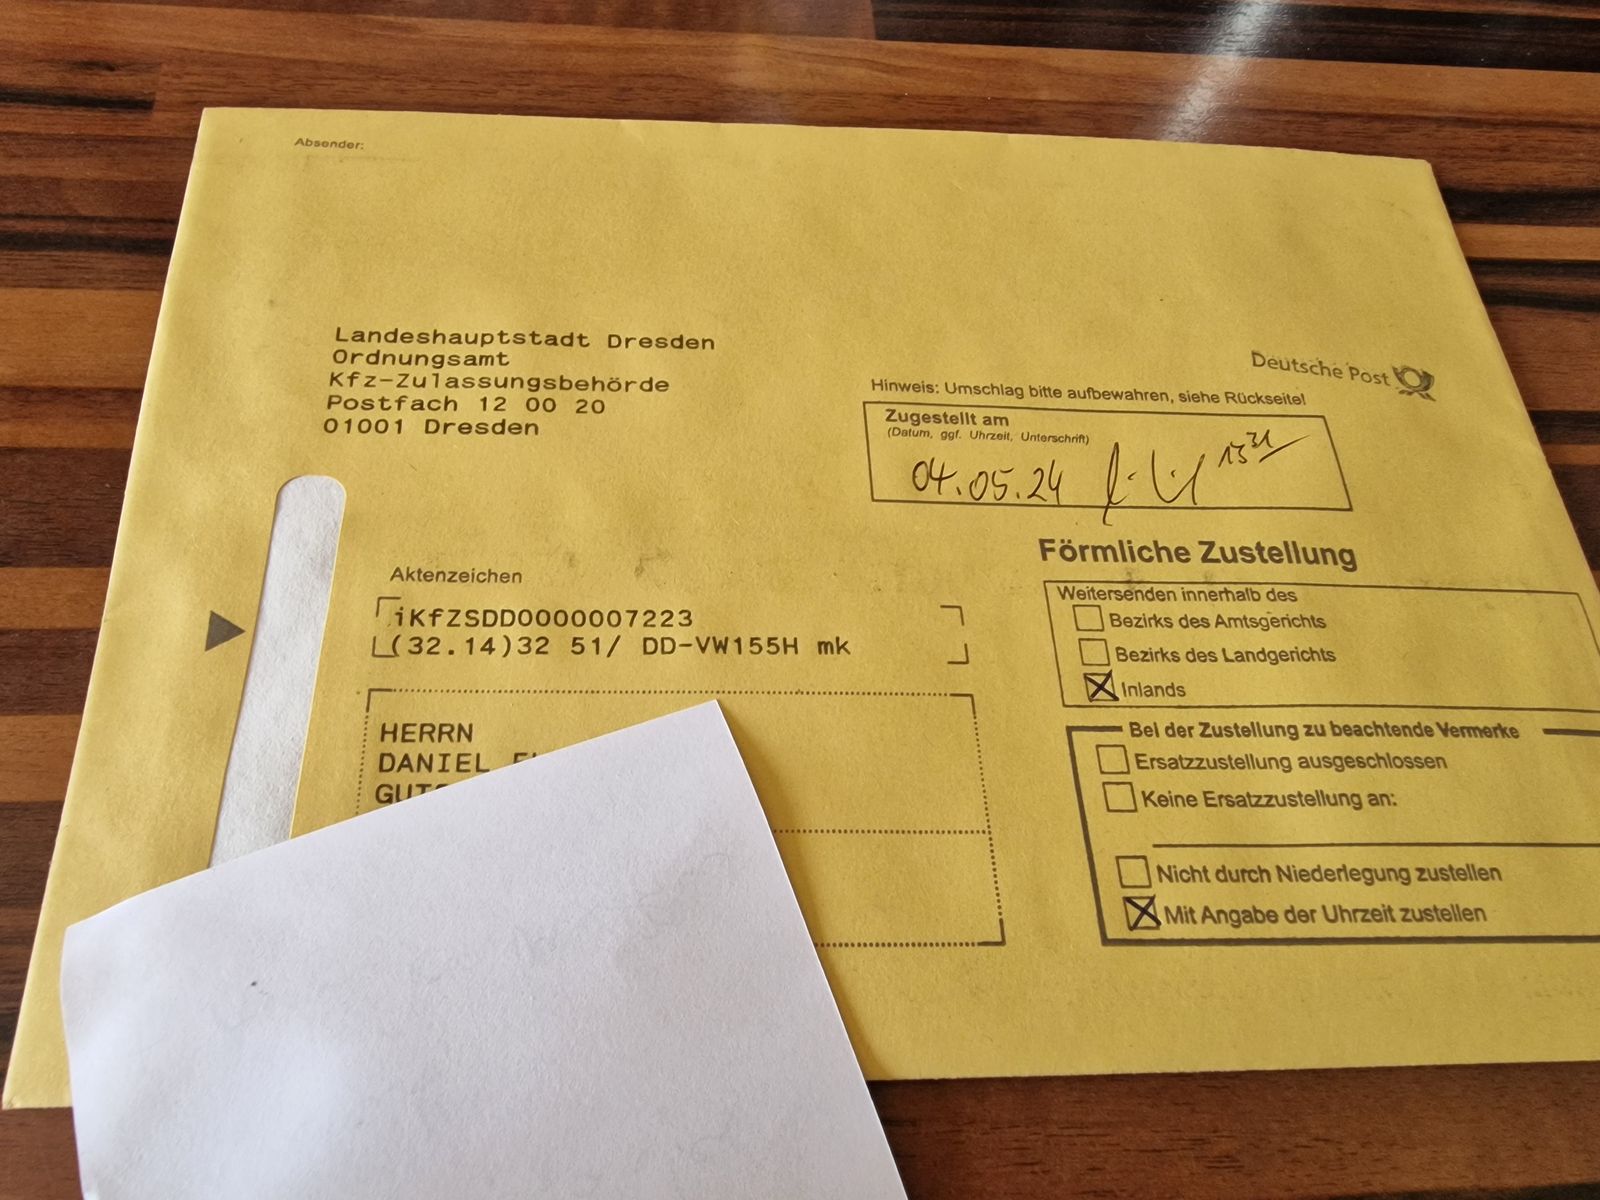 Absender:
Landeshauptstadt Dresden
Ordnungsamt
Kfz-Zulassungsbehörde
Postfach 12 00 20
01001 Dresden
Deutsche Post
Hinweis: Umschlag bitte aufbewahren, siehe Rückseite!
Zugestellt am
(Datum, ggf. Uhrzeit, Unterschrift)
04.05.24 13 31
Förmliche Zustellung
Weitersenden innerhalb des
Bezirks des Amtsgerichts
Bezirks des Landgerichts
Inlands
Bei der Zustellung zu beachtende Vermerke
Ersatzzustellung ausgeschlossen
Keine Ersatzzustellung an:
Nicht durch Niederlegung zustellen
Mit Angabe der Uhrzeit zustellen
Aktenzeichen
iKfZSDD0000007223
(32.14)32 51/ DD-VW155H mk
HERRN
DANIEL